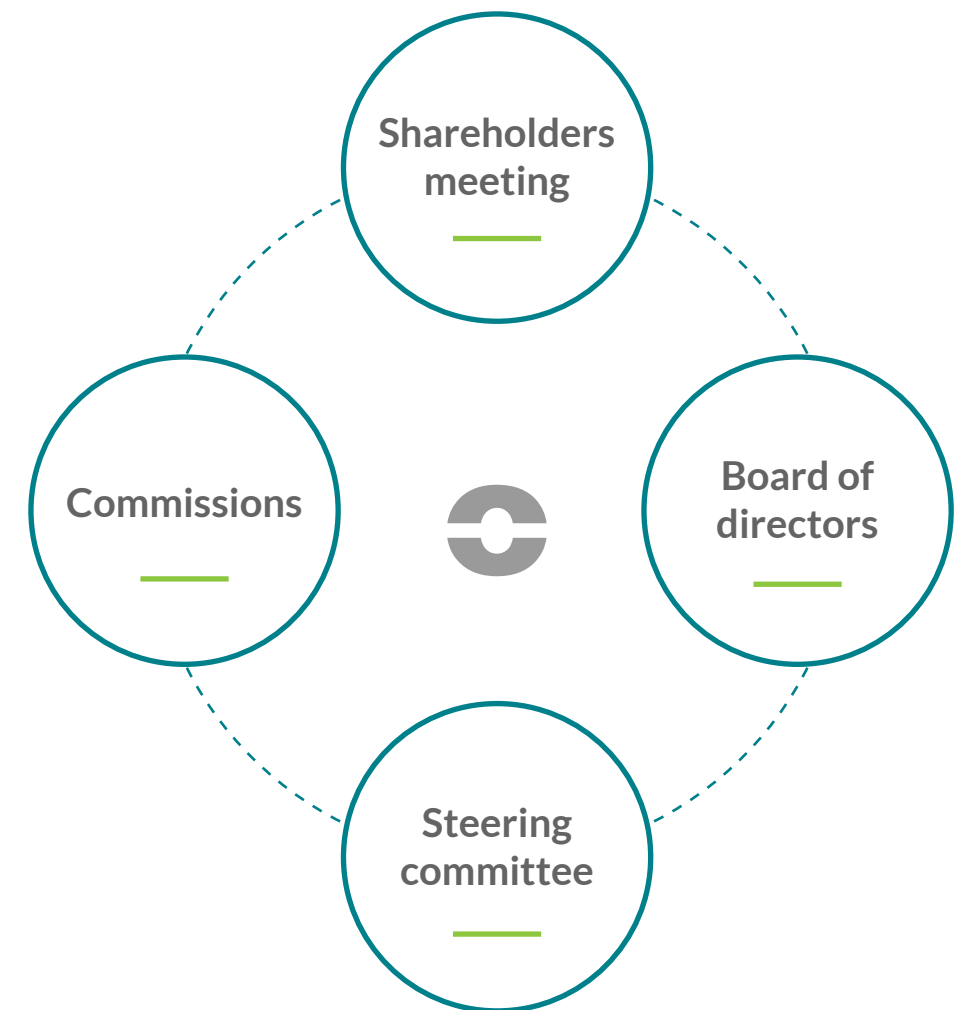 Shareholders
meeting
Commissions
Board of
directors
Steering
committee